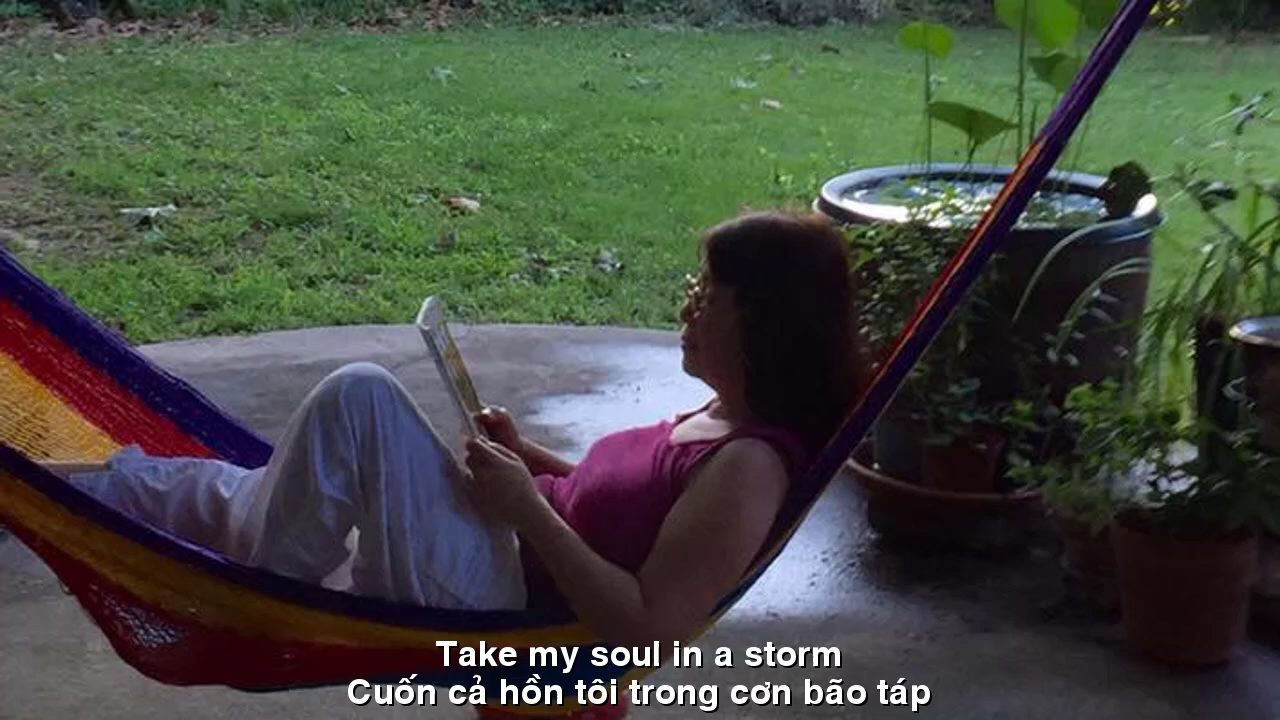 Take my soul in a storm
Cuốn cả hồn tôi trong cơn bão táp